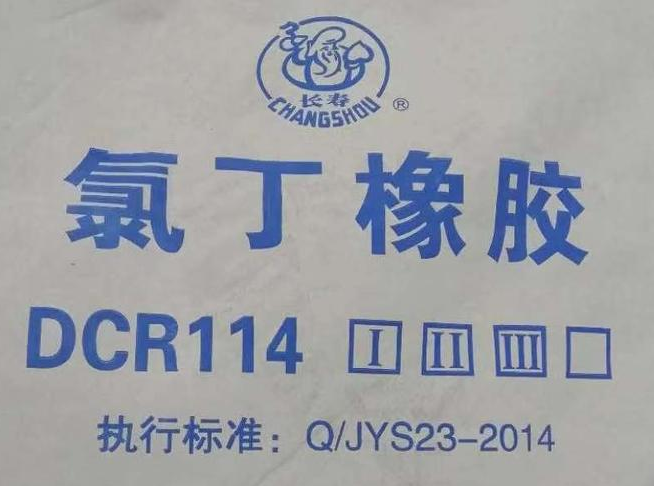 长寿
CHANGSHOU ®
氯丁橡胶
DCR114 I II III □
执行标准：Q/JYS23-2014